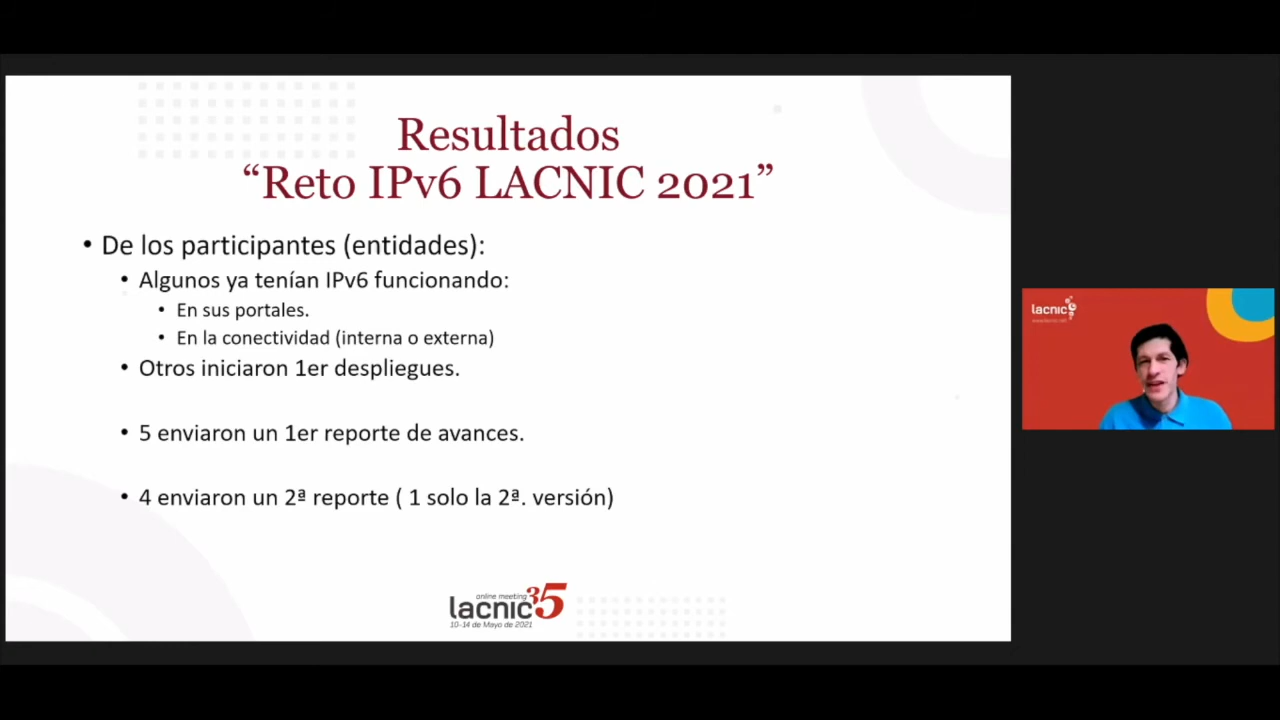 Resultados
“Reto IPv6 LACNIC 2021”
• De los participantes (entidades):
• Algunos ya tenían IPv6 funcionando:
• En sus portales.
• En la conectividad (interna o externa)
• Otros iniciaron 1er despliegues.
• 5 enviaron un 1er reporte de avances.
• 4 enviaron un 2ª reporte ( 1 solo la 2ª. versión)
online meeting
lacnic35
10-14 de Mayo de 2021
lacnic